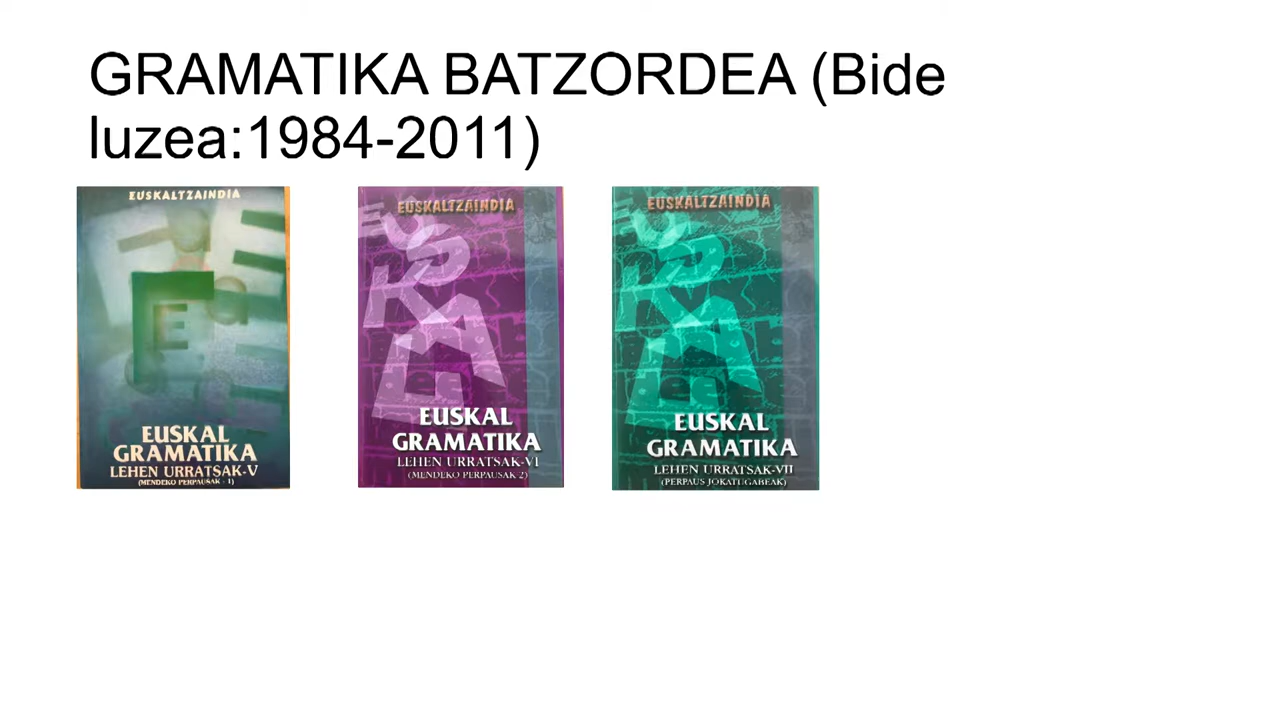 GRAMATIKA BATZORDEA (Bide
luzea:1984-2011)
EUSKALTZAINDIA
E
EUSKAL
GRAMATIKA
LEHEN URRATSAK-V
(MENDEKO PERPAUSAK - 1)
EUSKALTZAINDIA
EUSKAL
GRAMATIKA
LEHEN URRATSAK-VI
(MENDEKO PERPAUSAK 2)
EUSKALTZAINDIA
EUSKAL
GRAMATIKA
LEHEN URRATSAK-VII
(PERPAUS JOKATUGABEAK)